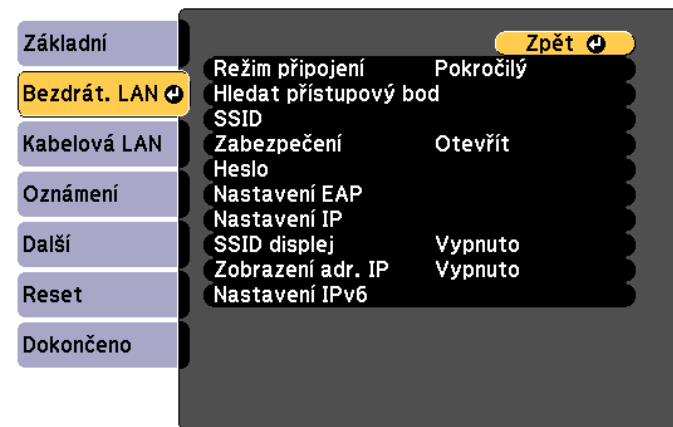 Základní
Bezdrát. LAN
Kabelová LAN
Oznámení
Další
Reset
Dokončeno
Zpět
Režim připojení Pokročilý
Hledat přístupový bod
SSID
Zabezpečení Otevřít
Heslo
Nastavení EAP
Nastavení IP
SSID displej Vypnuto
Zobrazení adr. IP Vypnuto
Nastavení IPv6